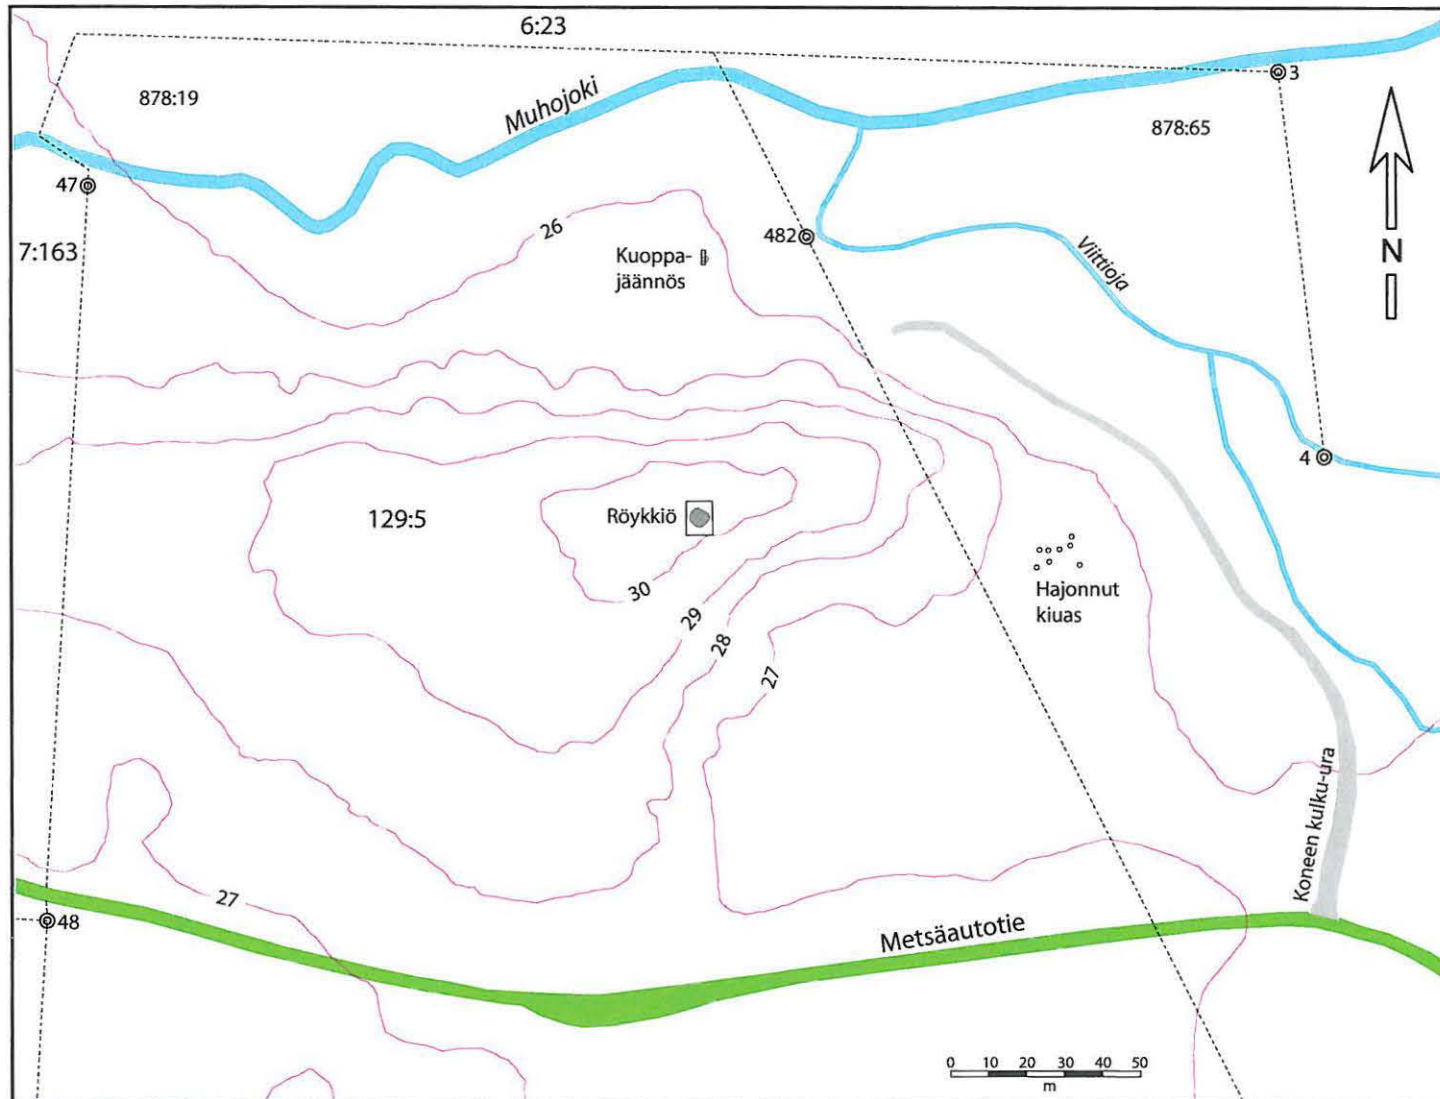 6:23
878:19
Muhojoki
3
878:65
47
26
482
7:163
Kuoppa-
jäännös
Viittioja
N
4
129:5
Röykkiö
30
29
28
27
Hajonnut
kiuas
Koneen kulku-ura
27
48
Metsäautotie
0 10 20 30 40 50
m